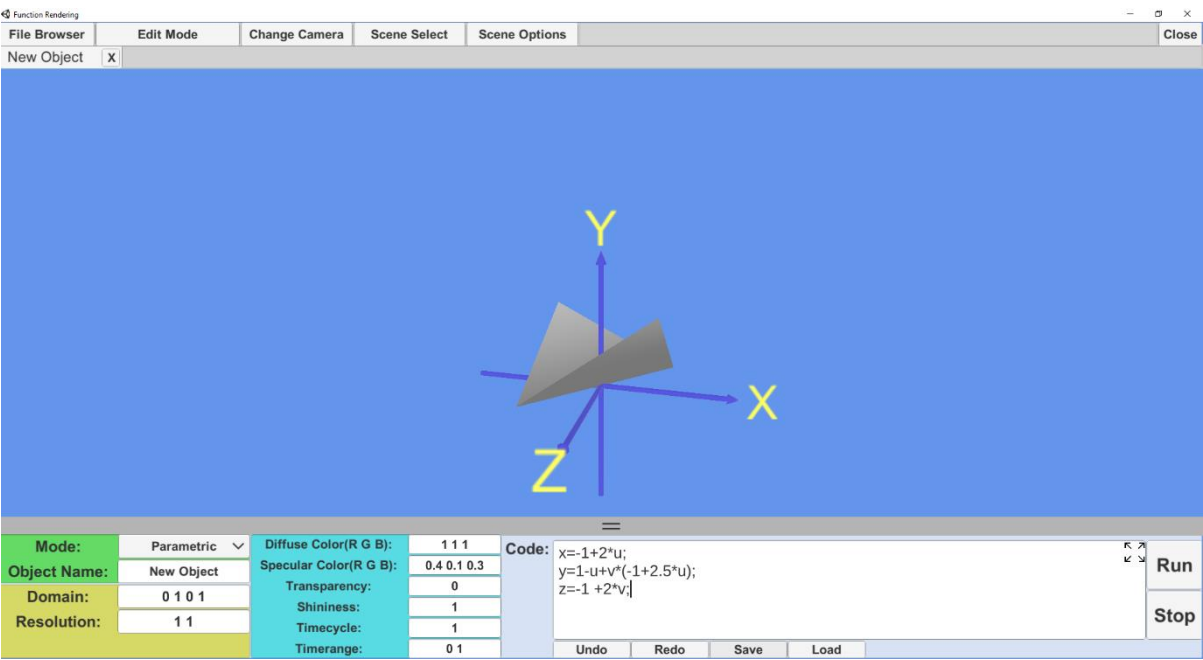 Function Rendering
File Browser Edit Mode Change Camera Scene Select Scene Options Close
New Object X
Y
X
Z
Mode: Parametric
Object Name: New Object
Domain: 0 1 0 1
Resolution: 1 1
Diffuse Color(R G B): 1 1 1
Specular Color(R G B): 0.4 0.1 0.3
Transparency: 0
Shininess: 1
Timecycle: 1
Timerange: 0 1
Code:
x=-1+2*u;
y=1-u+v*(-1+2.5*u);
z=-1 +2*v;
Run
Stop
Undo Redo Save Load